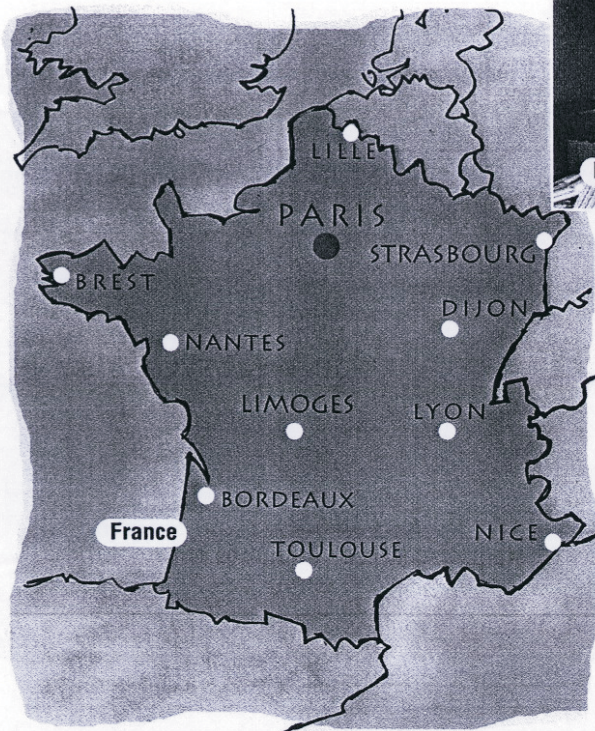 LILLE
PARIS
STRASBOURG
BREST
DIJON
NANTES
LIMOGES
LYON
BORDEAUX
France
NICE
TOULOUSE